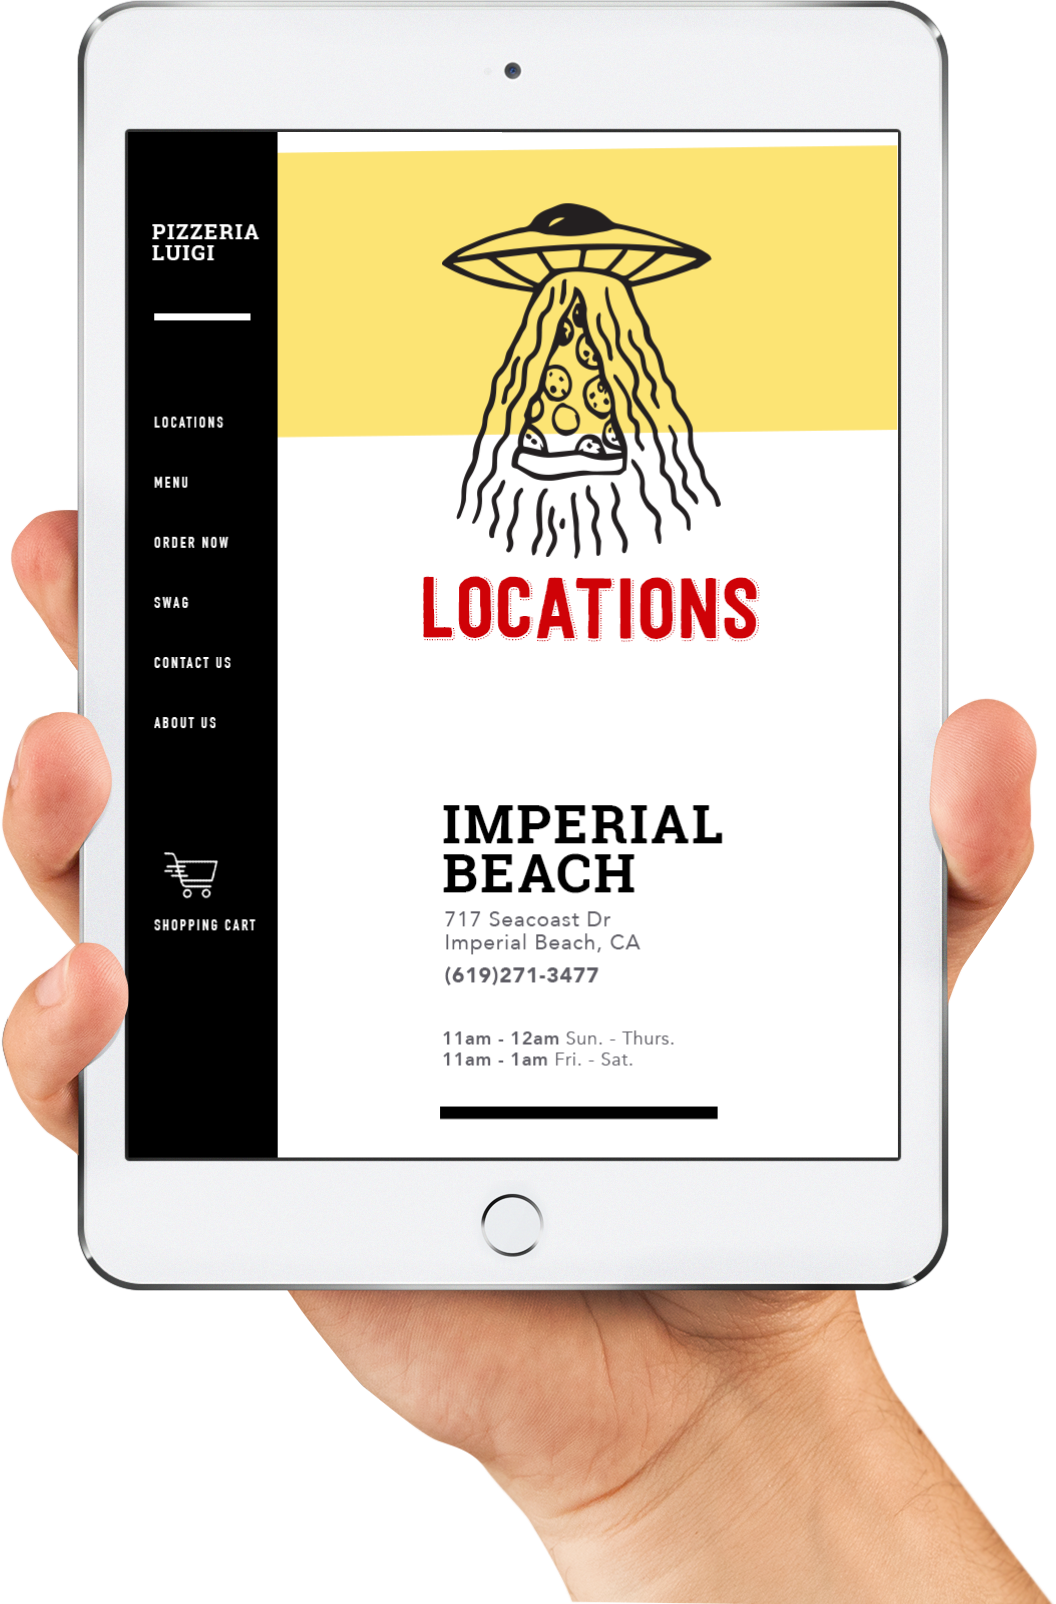 PIZZERIA
LUIGI
LOCATIONS
MENU
ORDER NOW
SWAG
CONTACT US
ABOUT US
SHOPPING CART
LOCATIONS
IMPERIAL
BEACH
717 Seacoast Dr
Imperial Beach, CA
(619)271-3477
11am - 12am Sun. - Thurs.
11am - 1am Fri. - Sat.